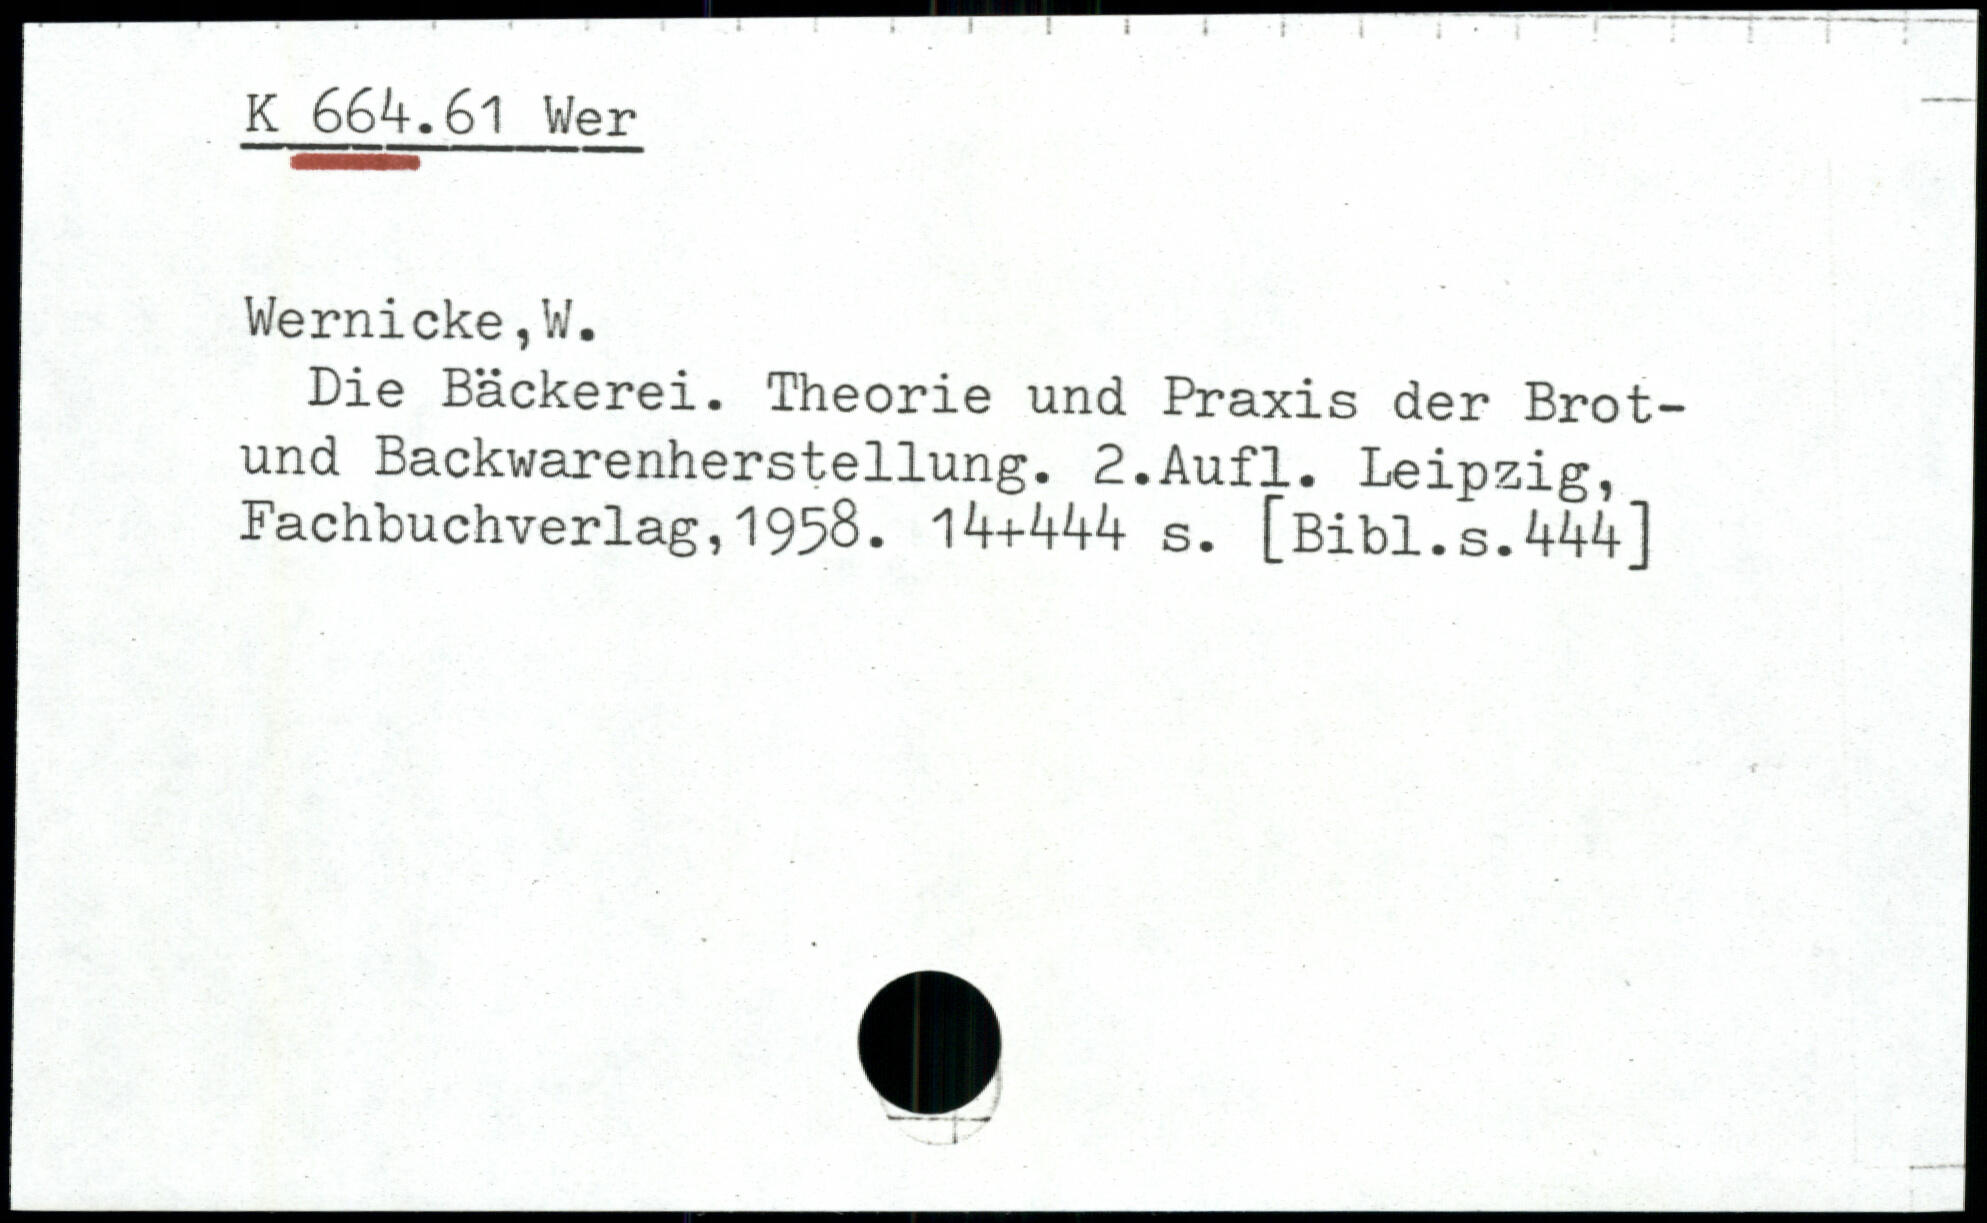 K 664.61 Wer
Wernicke,W.
Die Bäckerei. Theorie und Praxis der Brot-
und Backwarenherstellung. 2.Aufl. Leipzig,
Fachbuchverlag,1958. 14+444 s. [Bibl.s.444]